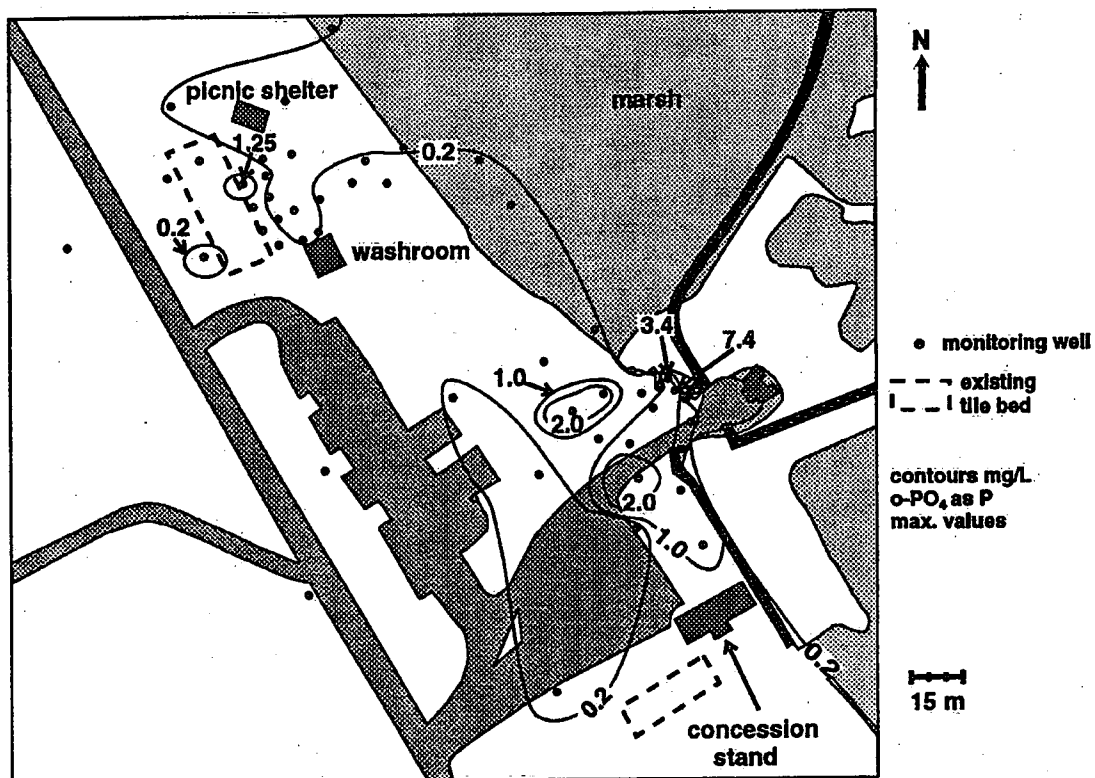 N
picnic shelter
marsh
1.25
0.2
0.2
washroom
3.4
7.4
monitoring well
existing
tile bed
1.0
2.0
contours mg/L
o-PO₄ as P
max. values
2.0
1.0
0.2
0.2
15 m
concession
stand